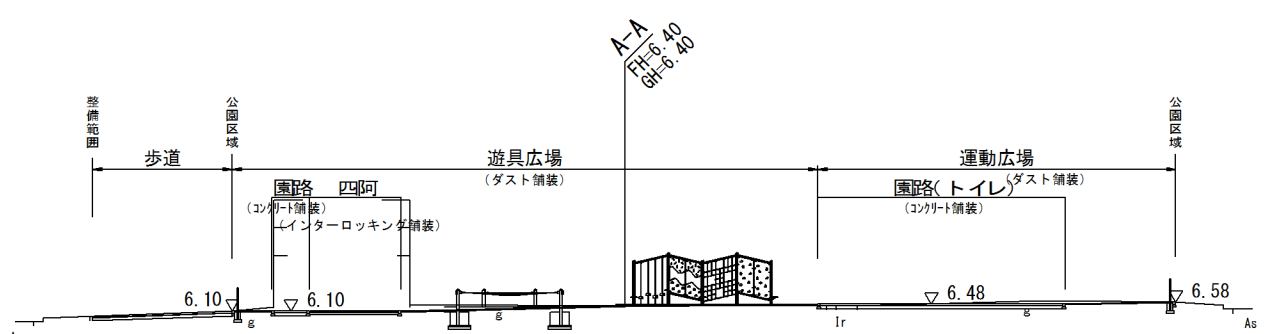 A-A
FH=6.40
GH=6.40
整備範囲
公園区域
公園区域
歩道
遊具広場
(ダスト舗装)
運動広場
(ダスト舗装)
園路
四阿
(コンクリート舗装)
(インターロッキング舗装)
園路(トイレ)
(コンクリート舗装)
6.10
6.10
6.48
6.58
g
g
Ir
g
As